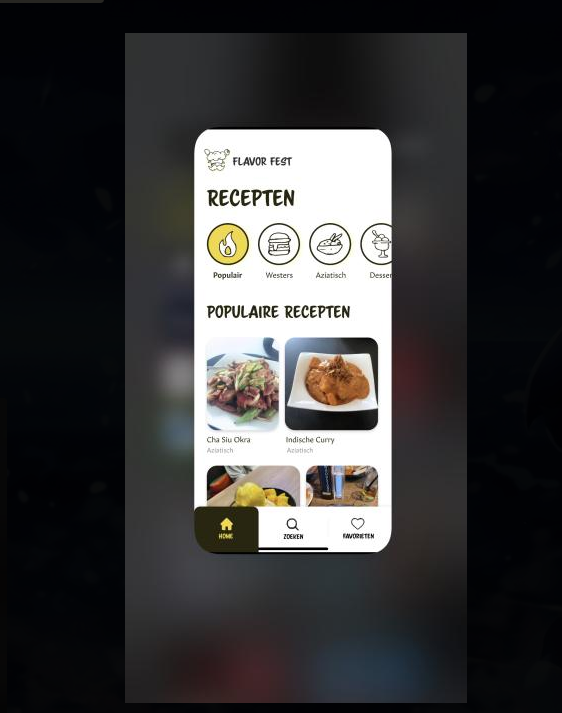 FLAVOR FEST
RECEPTEN
Populair Westers Aziatisch Desser
POPULAIRE RECEPTEN
Cha Siu Okra Indische Curry
Aziatisch Aziatisch
HOME ZOEKEN FAVORIETEN